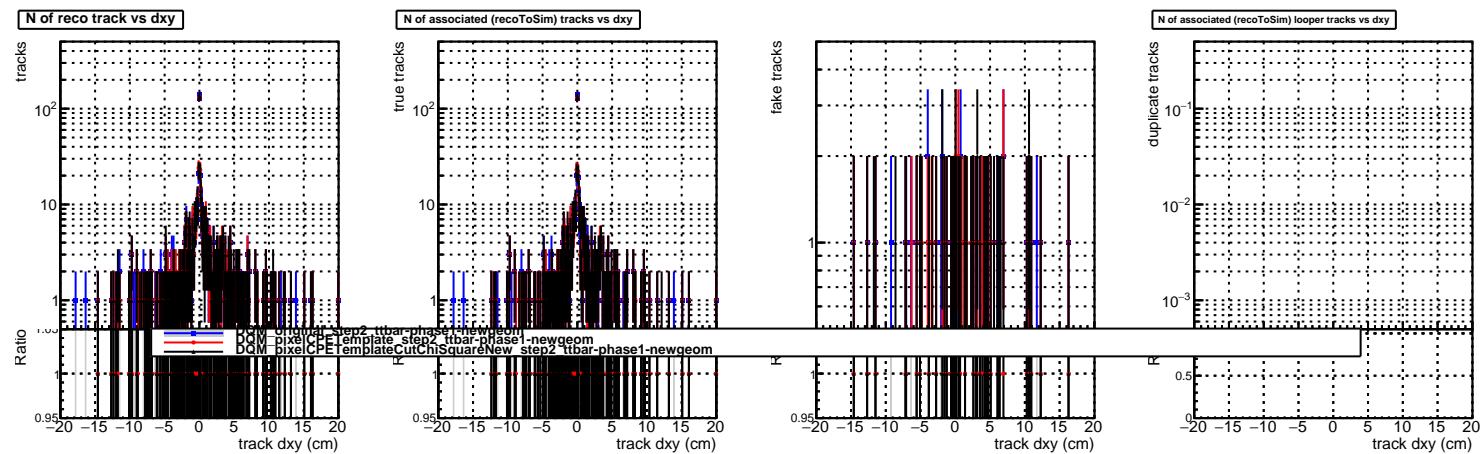 N of reco track vs dxy
N of associated (recoToSim) tracks vs dxy
N of associated (recoToSim) looper tracks vs dxy
tracks
10²
10
1
Ratio
1
0.95
−20 −15 −10 −5 0 5 10 15 20
track dxy (cm)
true tracks
10²
10
1
1
0.95
−20 −15 −10 −5 0 5 10 15 20
track dxy (cm)
fake tracks
1
1
0.95
−20 −15 −10 −5 0 5 10 15 20
track dxy (cm)
duplicate tracks
10⁻¹
10⁻²
10⁻³
0.5
0
−20 −15 −10 −5 0 5 10 15 20
track dxy (cm)
DQM_original_step2_ttbar-phase1-newgeom
DQM_pixelCPETemplate_step2_ttbar-phase1-newgeom
DQM_pixelCPETemplateCutChiSquareNew_step2_ttbar-phase1-newgeom